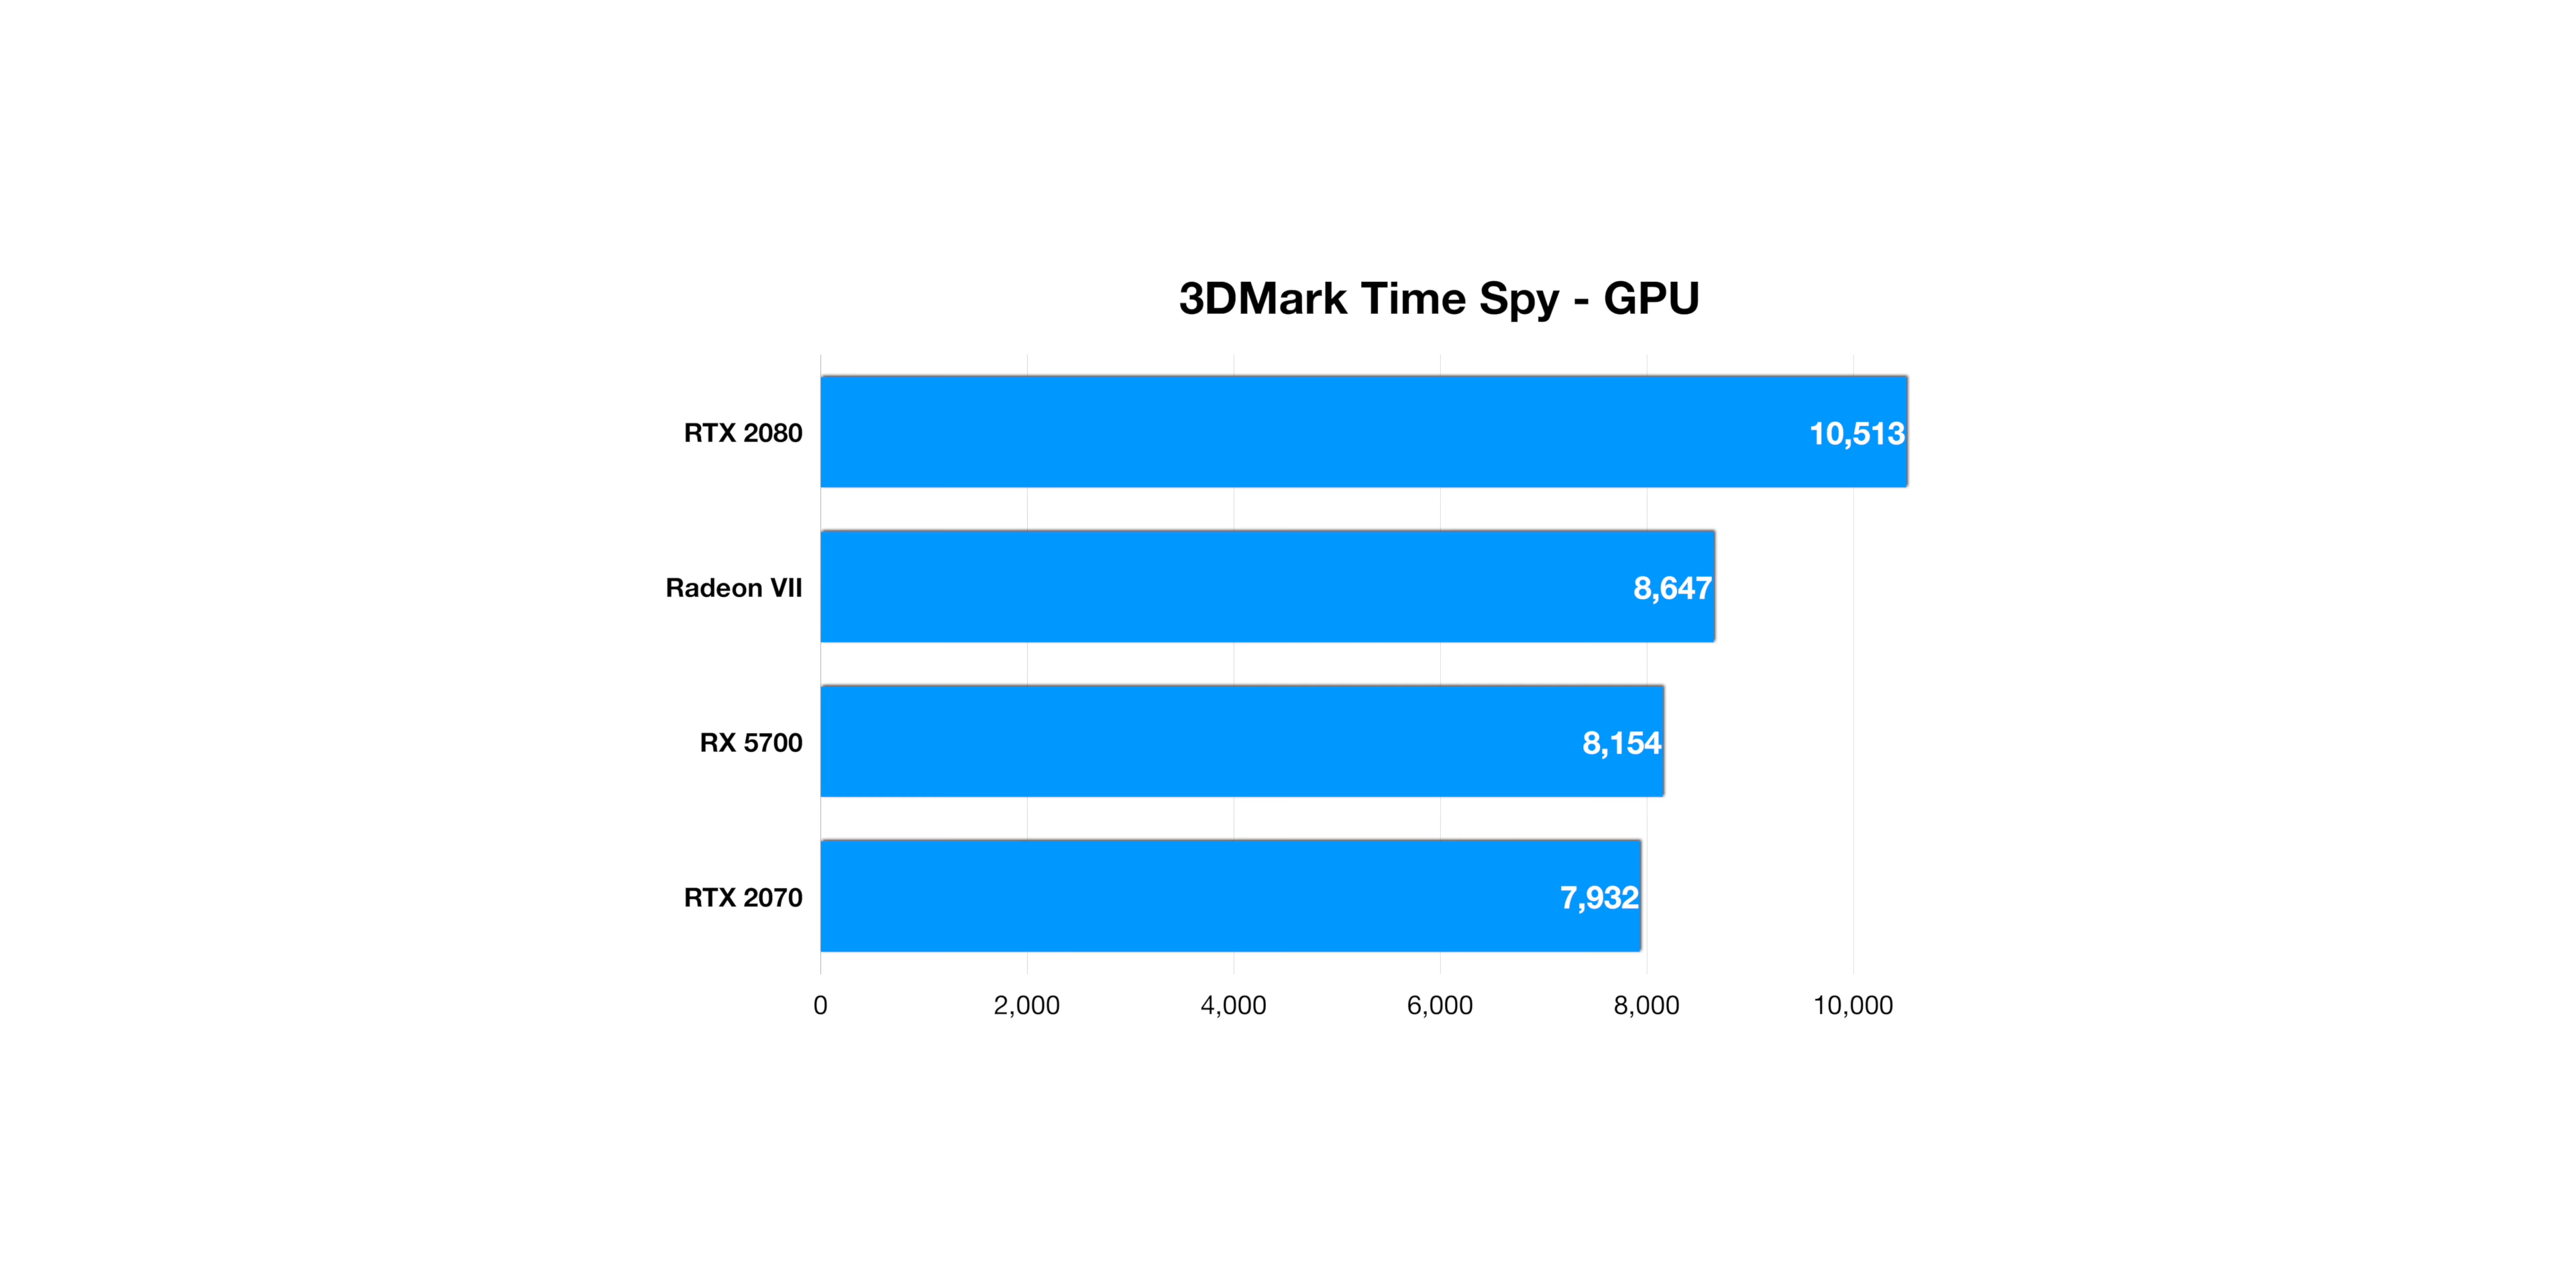 3DMark Time Spy - GPU
RTX 2080
10,513
Radeon VII
8,647
RX 5700
8,154
RTX 2070
7,932
0 2,000 4,000 6,000 8,000 10,000